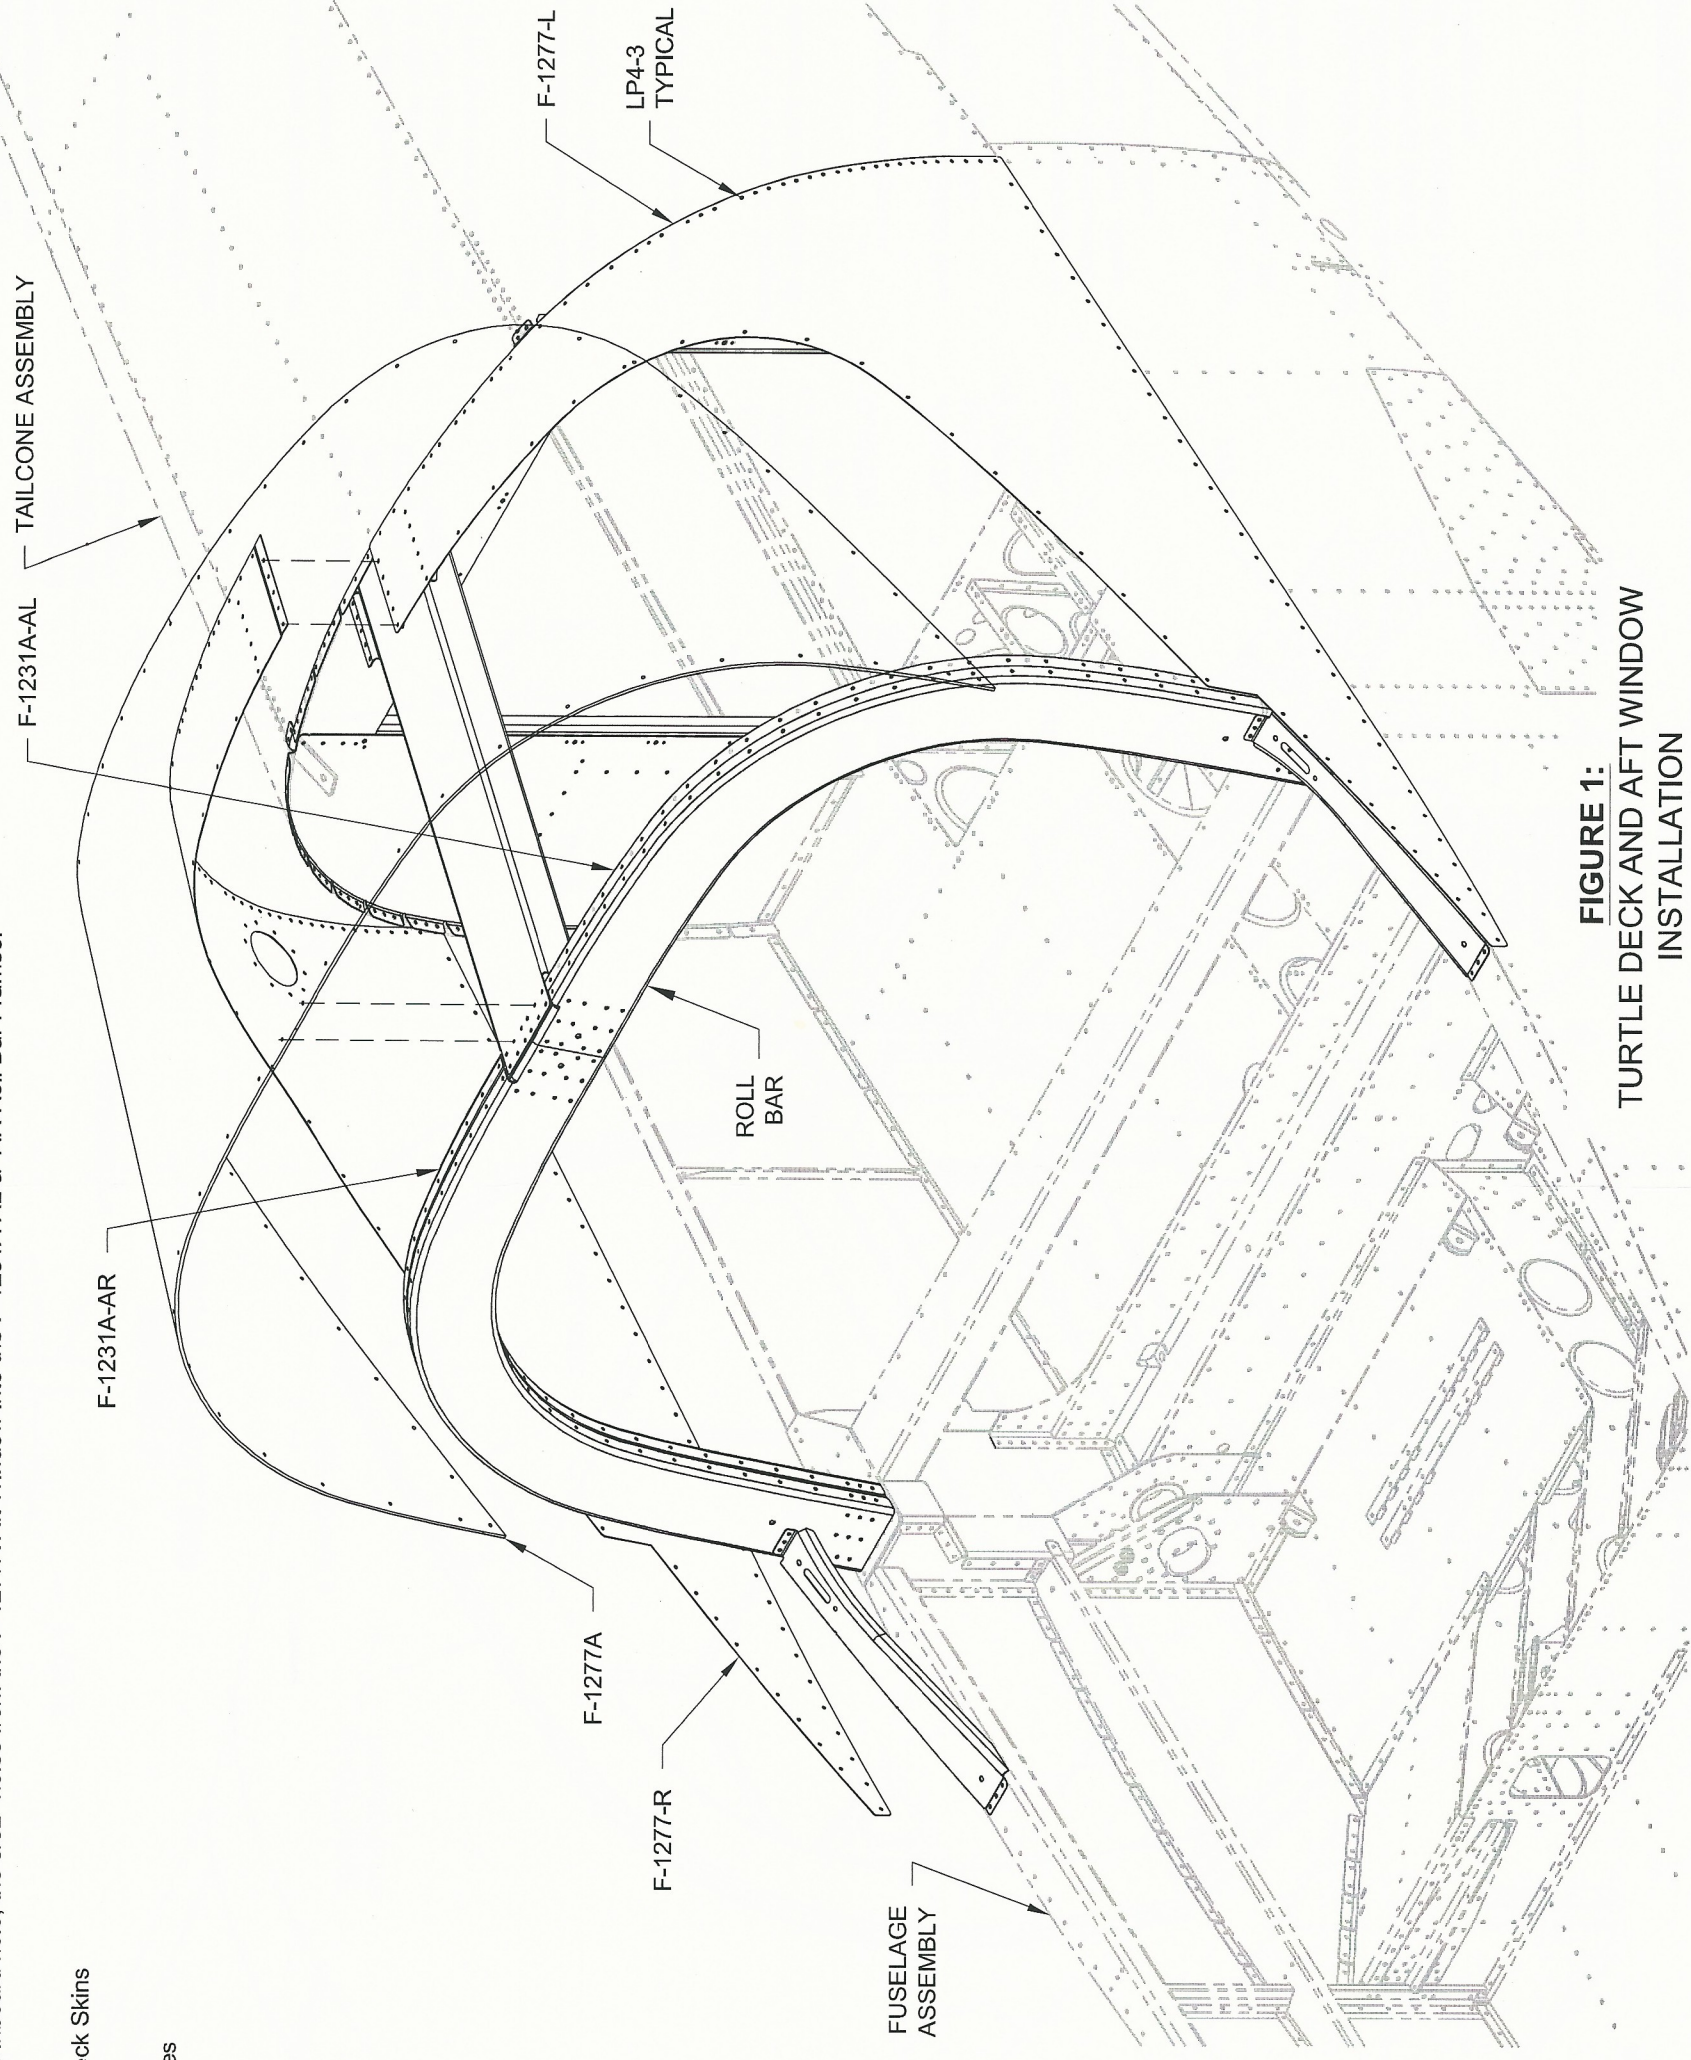 ck Skins
es
TAILCONE ASSEMBLY
F-1231A-AL
F-1231A-AR
F-1277-L
LP4-3
TYPICAL
ROLL
BAR
F-1277A
F-1277-R
FUSELAGE
ASSEMBLY
FIGURE 1:
TURTLE DECK AND AFT WINDOW
INSTALLATION